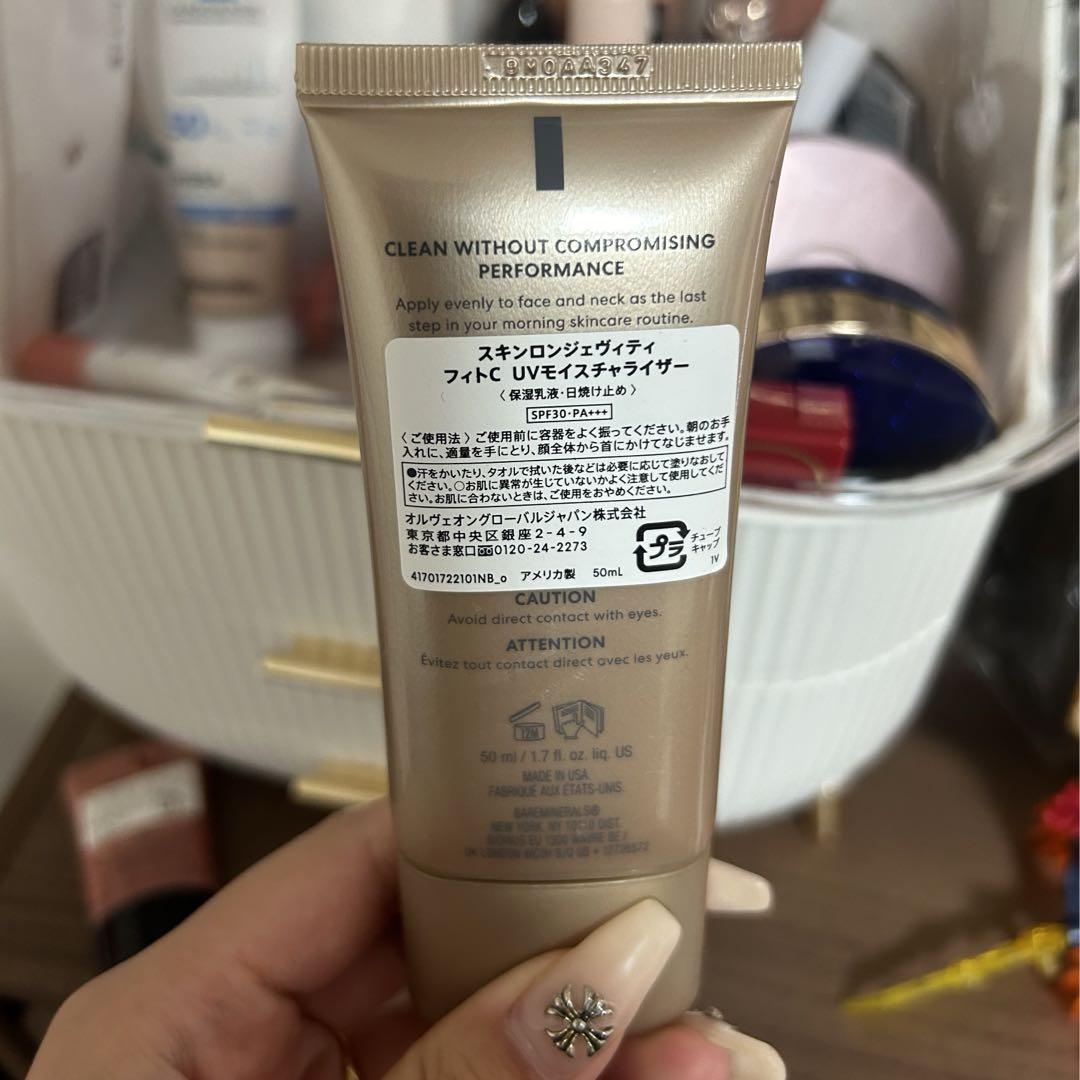 BM0AA347
CLEAN WITHOUT COMPROMISING
PERFORMANCE
Apply evenly to face and neck as the last
step in your morning skincare routine.
スキンロンジェヴィティ
フィトC UVモイスチャライザー
〈 保湿乳液・日焼け止め 〉
SPF30・PA+++
〈ご使用法〉ご使用前に容器をよく振ってください。朝のお手
入れに、適量を手にとり、顔全体から首にかけてなじませます。
●汗をかいたり、タオルで拭いた後などは必要に応じて塗りなおして
ください。○お肌に異常が生じていないかよく注意して使用してくだ
さい。お肌に合わないときは、ご使用をおやめください。
オルヴェオングローバルジャパン株式会社
東京都中央区銀座2-4-9
お客さま窓口 0120-24-2273
プラ
チューブ
キャップ
1V
41701722101NB_o アメリカ製 50mL
CAUTION
Avoid direct contact with eyes.
ATTENTION
Évitez tout contact direct avec les yeux.
12M
50 ml / 1.7 fl. oz. liq. US
MADE IN USA.
FABRIQUÉ AUX ÉTATS-UNIS.
BAREMINERALS®
NEW YORK, NY 10110 DIST.